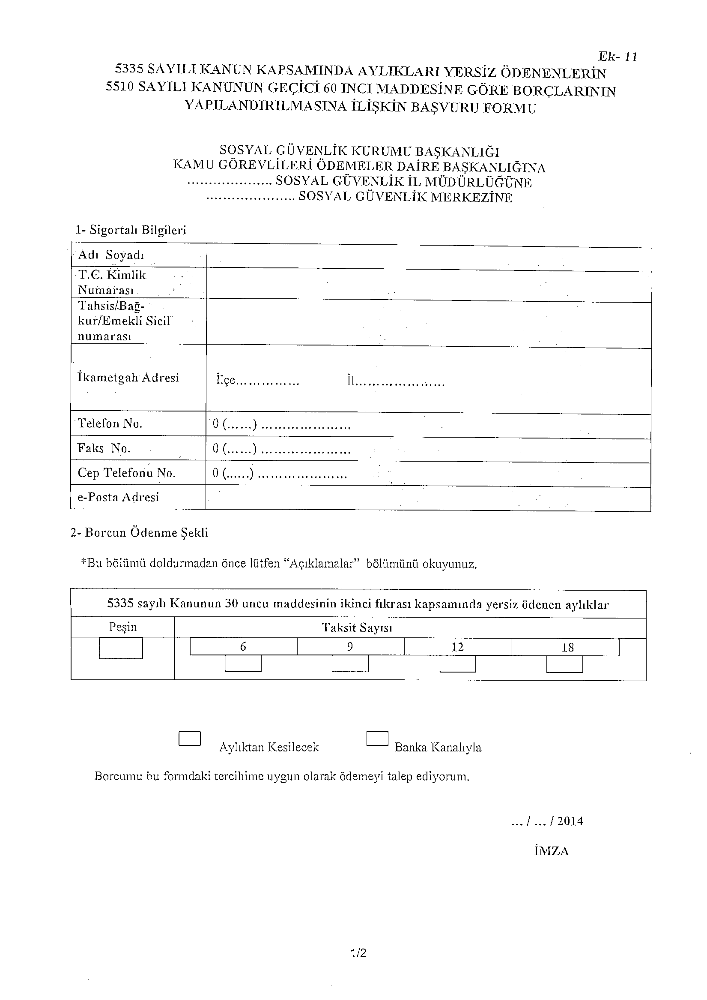 Ek- 11
5335 SAYILI KANUN KAPSAMINDA AYLIKLARI YERSİZ ÖDENENLERİN
5510 SAYILI KANUNUN GEÇİCİ 60 INCI MADDESİNE GÖRE BORÇLARININ
YAPILANDIRILMASINA İLİŞKİN BAŞVURU FORMU
SOSYAL GÜVENLİK KURUMU BAŞKANLIĞI
KAMU GÖREVLİLERİ ÖDEMELER DAİRE BAŞKANLIĞINA
.................... SOSYAL GÜVENLİK İL MÜDÜRLÜĞÜNE
..................... SOSYAL GÜVENLİK MERKEZİNE
1- Sigortalı Bilgileri
Adı Soyadı
T.C. Kimlik
Numarası
Tahsis/Bağ-
kur/Emekli Sicil
numarası
İkametgah Adresi İlçe............... İl.....................
Telefon No. 0 (......) .....................
Faks No. 0 (......) .....................
Cep Telefonu No. 0 (......) .....................
e-Posta Adresi
2- Borcun Ödenme Şekli
*Bu bölümü doldurmadan önce lütfen “Açıklamalar” bölümünü okuyunuz.
5335 sayılı Kanunun 30 uncu maddesinin ikinci fıkrası kapsamında yersiz ödenen aylıklar
Peşin Taksit Sayısı
6 9 12 18
Aylıktan Kesilecek Banka Kanalıyla
Borcumu bu formdaki tercihime uygun olarak ödemeyi talep ediyorum.
... / ... / 2014
İMZA
1/2